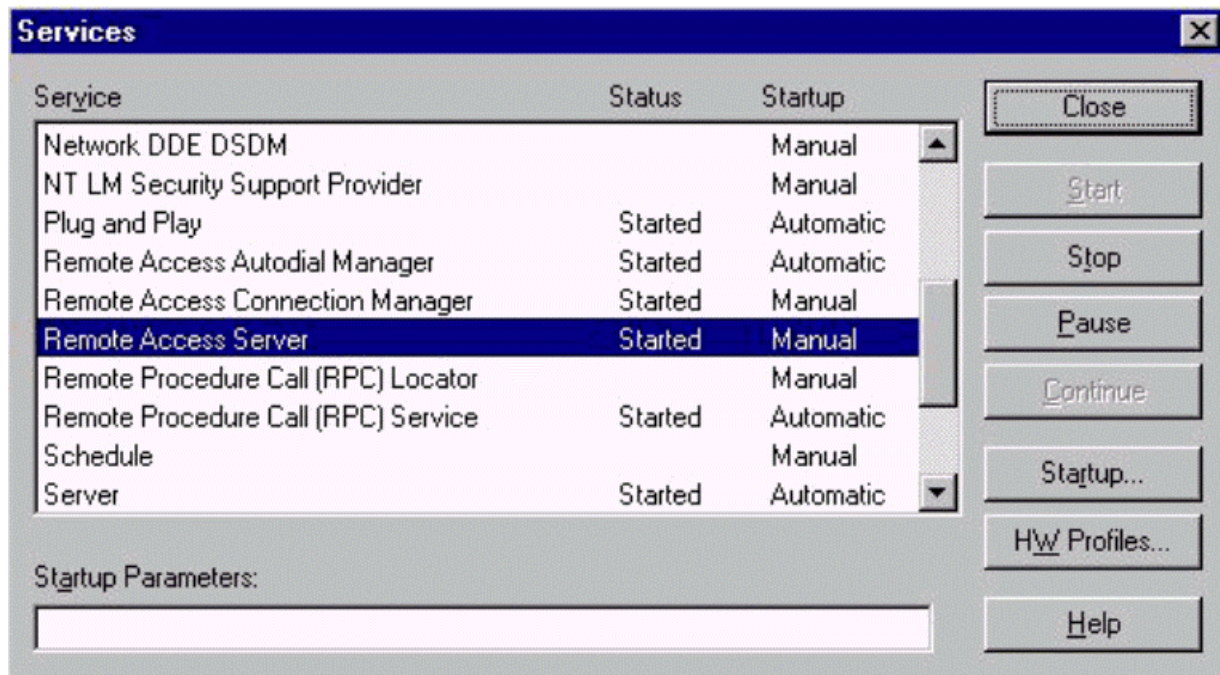 Services
Service Status Startup
Network DDE DSDM Manual
NT LM Security Support Provider Manual
Plug and Play Started Automatic
Remote Access Autodial Manager Started Automatic
Remote Access Connection Manager Started Manual
Remote Access Server Started Manual
Remote Procedure Call (RPC) Locator Manual
Remote Procedure Call (RPC) Service Started Automatic
Schedule Manual
Server Started Automatic
Startup Parameters:
Close
Start
Stop
Pause
Continue
Startup...
HW Profiles...
Help